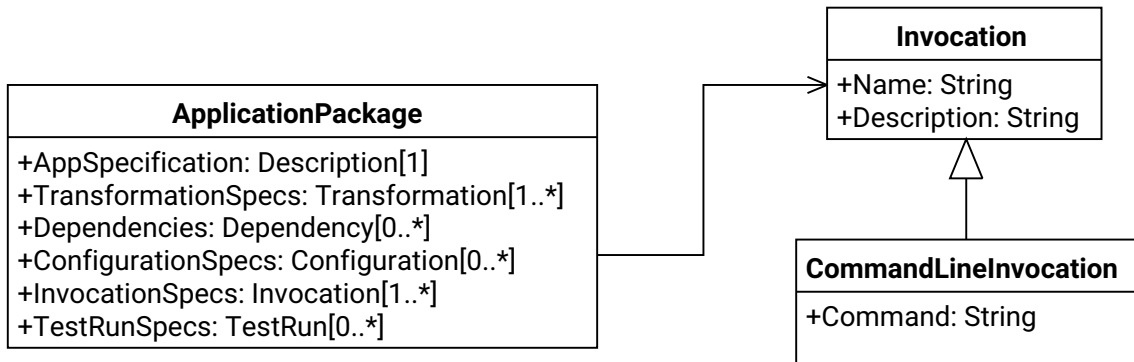 ApplicationPackage
+AppSpecification: Description[1]
+TransformationSpecs: Transformation[1..*]
+Dependencies: Dependency[0..*]
+ConfigurationSpecs: Configuration[0..*]
+InvocationSpecs: Invocation[1..*]
+TestRunSpecs: TestRun[0..*]
Invocation
+Name: String
+Description: String
CommandLineInvocation
+Command: String